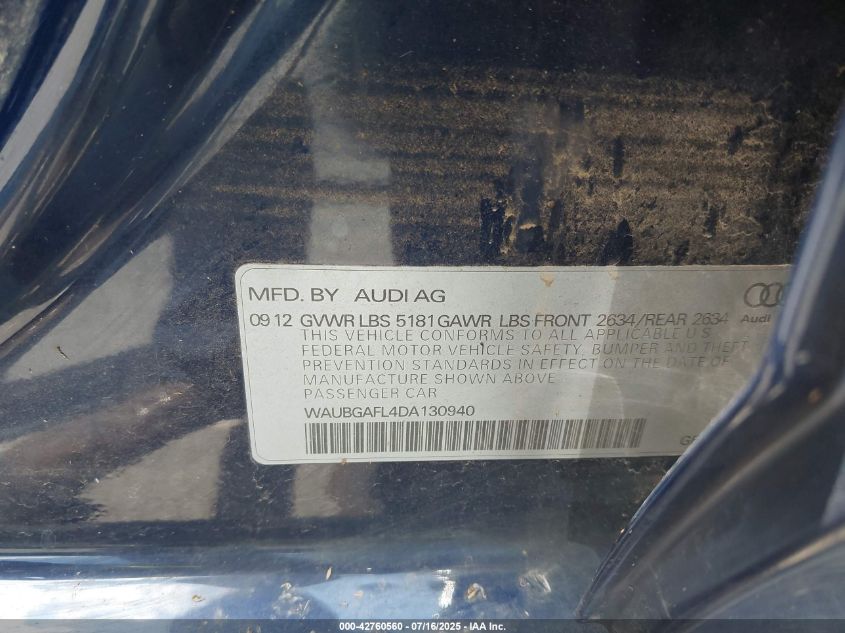 MFD. BY AUDI AG
09 12 GVWR LBS 5181 GAWR LBS FRONT 2634/REAR 2634
Audi
THIS VEHICLE CONFORMS TO ALL APPLICABLE U S
FEDERAL MOTOR VEHICLE SAFETY, BUMPER AND THEFT
PREVENTION STANDARDS IN EFFECT ON THE DATE OF
MANUFACTURE SHOWN ABOVE
PASSENGER CAR
WAUBGAFL4DA130940
000-42760560 - 07/16/2025 - IAA Inc.